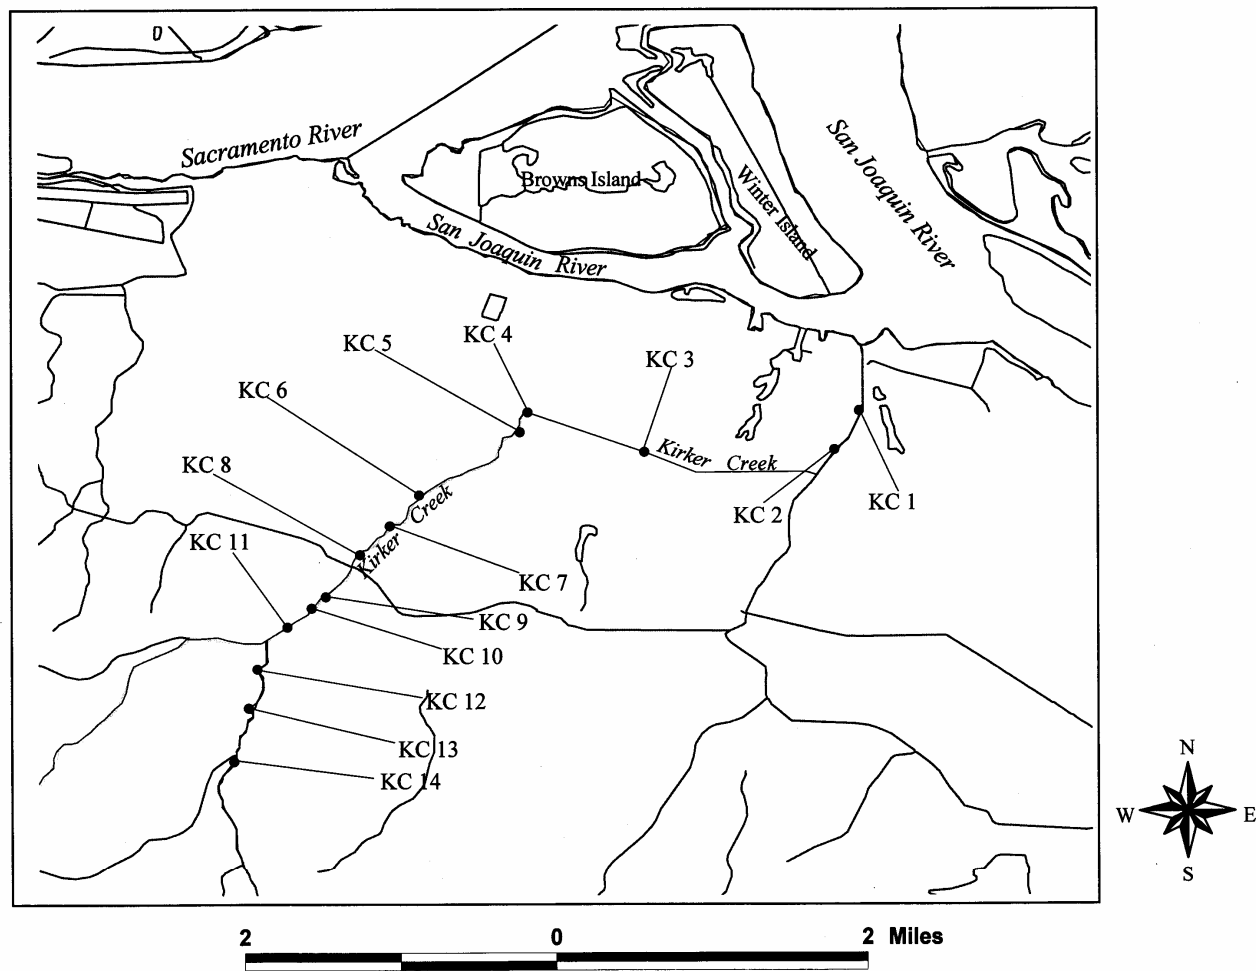 Sacramento River
Browns Island
Winter Island
San Joaquin River
San Joaquin River
KC 4
KC 5
KC 3
KC 6
Kirker Creek
KC 8
KC 1
KC 2
Kirker Creek
KC 11
KC 7
KC 9
KC 10
KC 12
KC 13
KC 14
N
W E
S
2 0 2 Miles